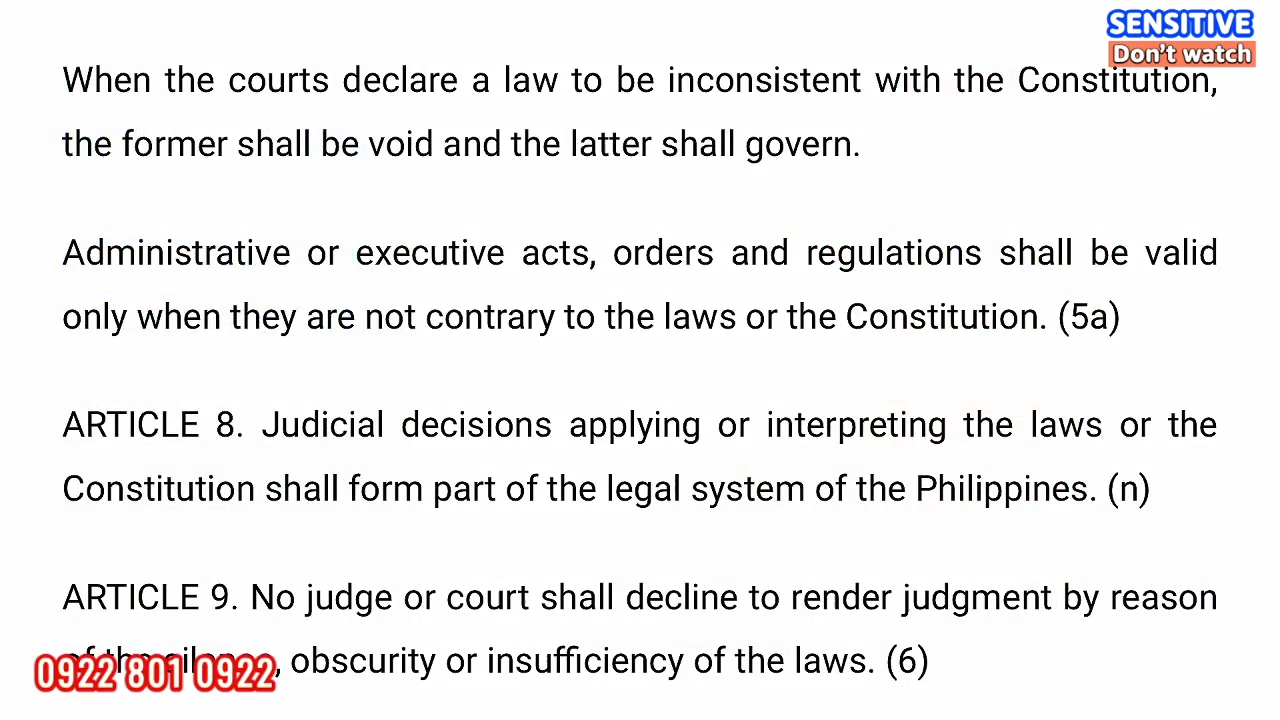 SENSITIVE
Don't watch
When the courts declare a law to be inconsistent with the Constitution,
the former shall be void and the latter shall govern.
Administrative or executive acts, orders and regulations shall be valid
only when they are not contrary to the laws or the Constitution. (5a)
ARTICLE 8. Judicial decisions applying or interpreting the laws or the
Constitution shall form part of the legal system of the Philippines. (n)
ARTICLE 9. No judge or court shall decline to render judgment by reason
of the , obscurity or insufficiency of the laws. (6)
0922 801 0922